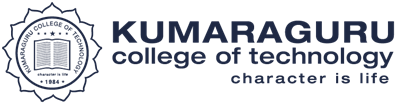 KUMARAGURU COLLEGE OF TECHNOLOGY
character is life
• 1984 •
KUMARAGURU
college of technology
character is life